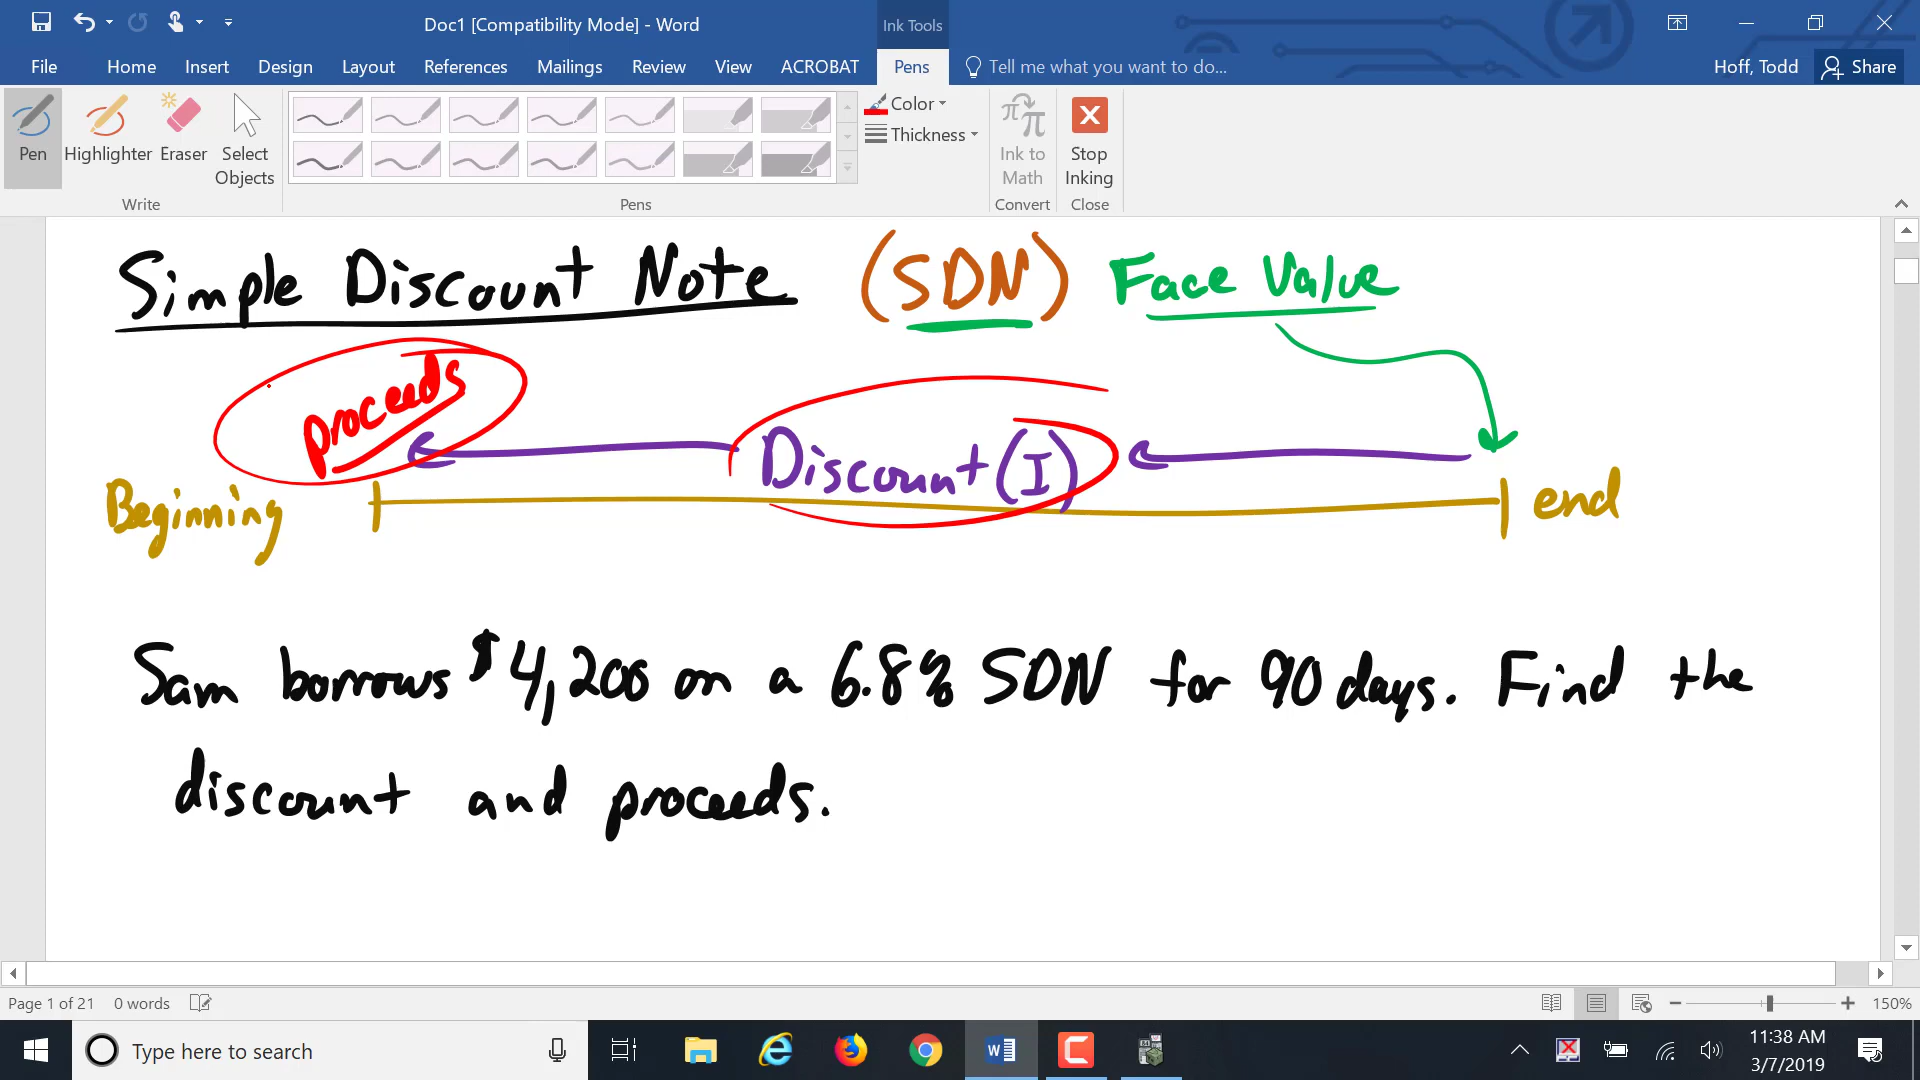 Doc1 [Compatibility Mode] - Word
Ink Tools
File Home Insert Design Layout References Mailings Review View ACROBAT Pens Tell me what you want to do... Hoff, Todd Share
Pen Highlighter Eraser Select Objects
Color
Thickness
Ink to Math
Stop Inking
Write Pens Convert Close
Simple Discount Note (SDN) Face Value
proceeds
Discount (I)
Beginning end
Sam borrows $4,200 on a 6.8% SDN for 90 days. Find the
discount and proceeds.
Page 1 of 21 0 words 150%
Type here to search
11:38 AM
3/7/2019